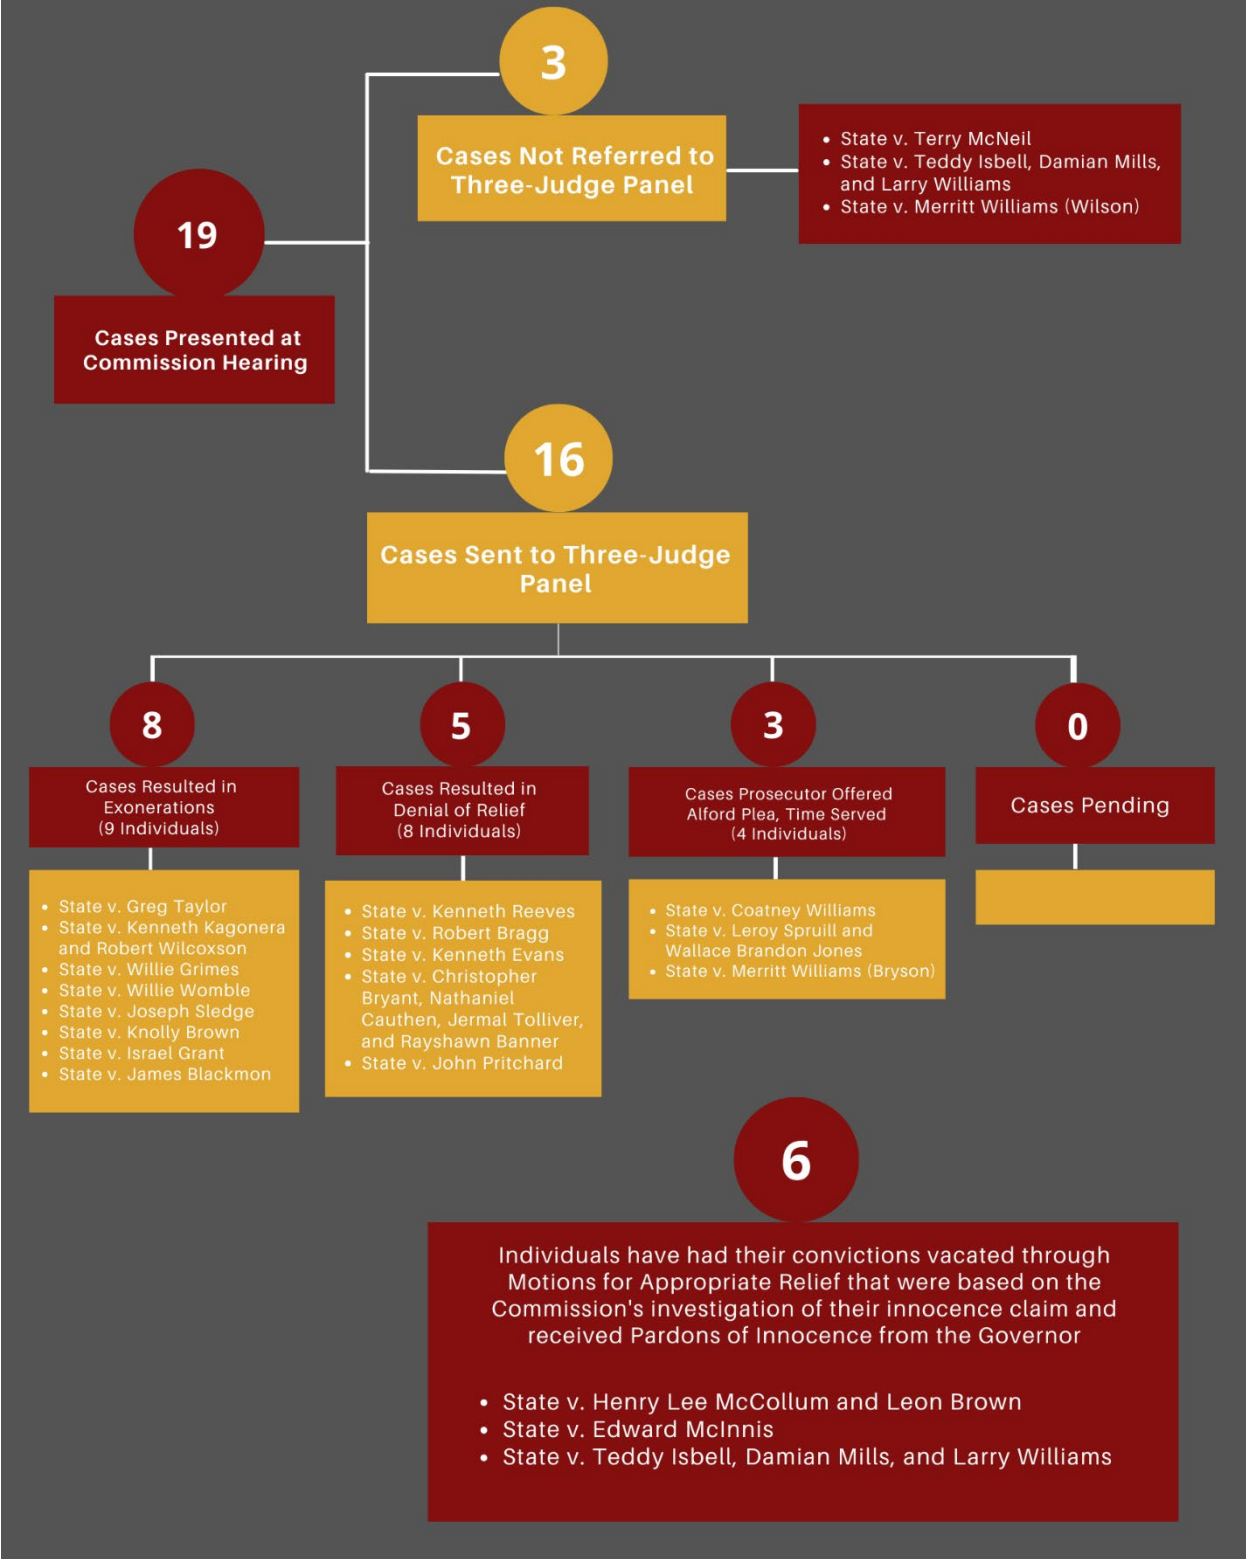 3
Cases Not Referred to
Three-Judge Panel
• State v. Terry McNeil
• State v. Teddy Isbell, Damian Mills,
and Larry Williams
• State v. Merritt Williams (Wilson)
19
Cases Presented at
Commission Hearing
16
Cases Sent to Three-Judge
Panel
8
Cases Resulted in
Exonerations
(9 Individuals)
• State v. Greg Taylor
• State v. Kenneth Kagonera
and Robert Wilcoxson
• State v. Willie Grimes
• State v. Willie Womble
• State v. Joseph Sledge
• State v. Knolly Brown
• State v. Israel Grant
• State v. James Blackmon
5
Cases Resulted in
Denial of Relief
(8 Individuals)
• State v. Kenneth Reeves
• State v. Robert Bragg
• State v. Kenneth Evans
• State v. Christopher
Bryant, Nathaniel
Cauthen, Jermal Tolliver,
and Rayshawn Banner
• State v. John Pritchard
3
Cases Prosecutor Offered
Alford Plea, Time Served
(4 Individuals)
• State v. Coatney Williams
• State v. Leroy Spruill and
Wallace Brandon Jones
• State v. Merritt Williams (Bryson)
0
Cases Pending
6
Individuals have had their convictions vacated through
Motions for Appropriate Relief that were based on the
Commission's investigation of their innocence claim and
received Pardons of Innocence from the Governor
• State v. Henry Lee McCollum and Leon Brown
• State v. Edward McInnis
• State v. Teddy Isbell, Damian Mills, and Larry Williams